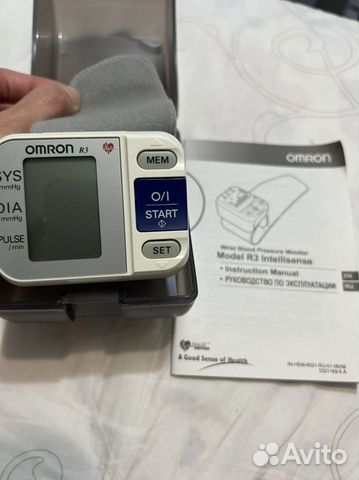 SYS
mmHg
DIA
mmHg
PULSE
/ min
OMRON R3
MEM
O/I
START
SET
OMRON
Wrist Blood Pressure Monitor
Model R3 Intellisense
• Instruction Manual
• РУКОВОДСТВО ПО ЭКСПЛУАТАЦИИ
EN
RU
A Good Sense of Health
Avito